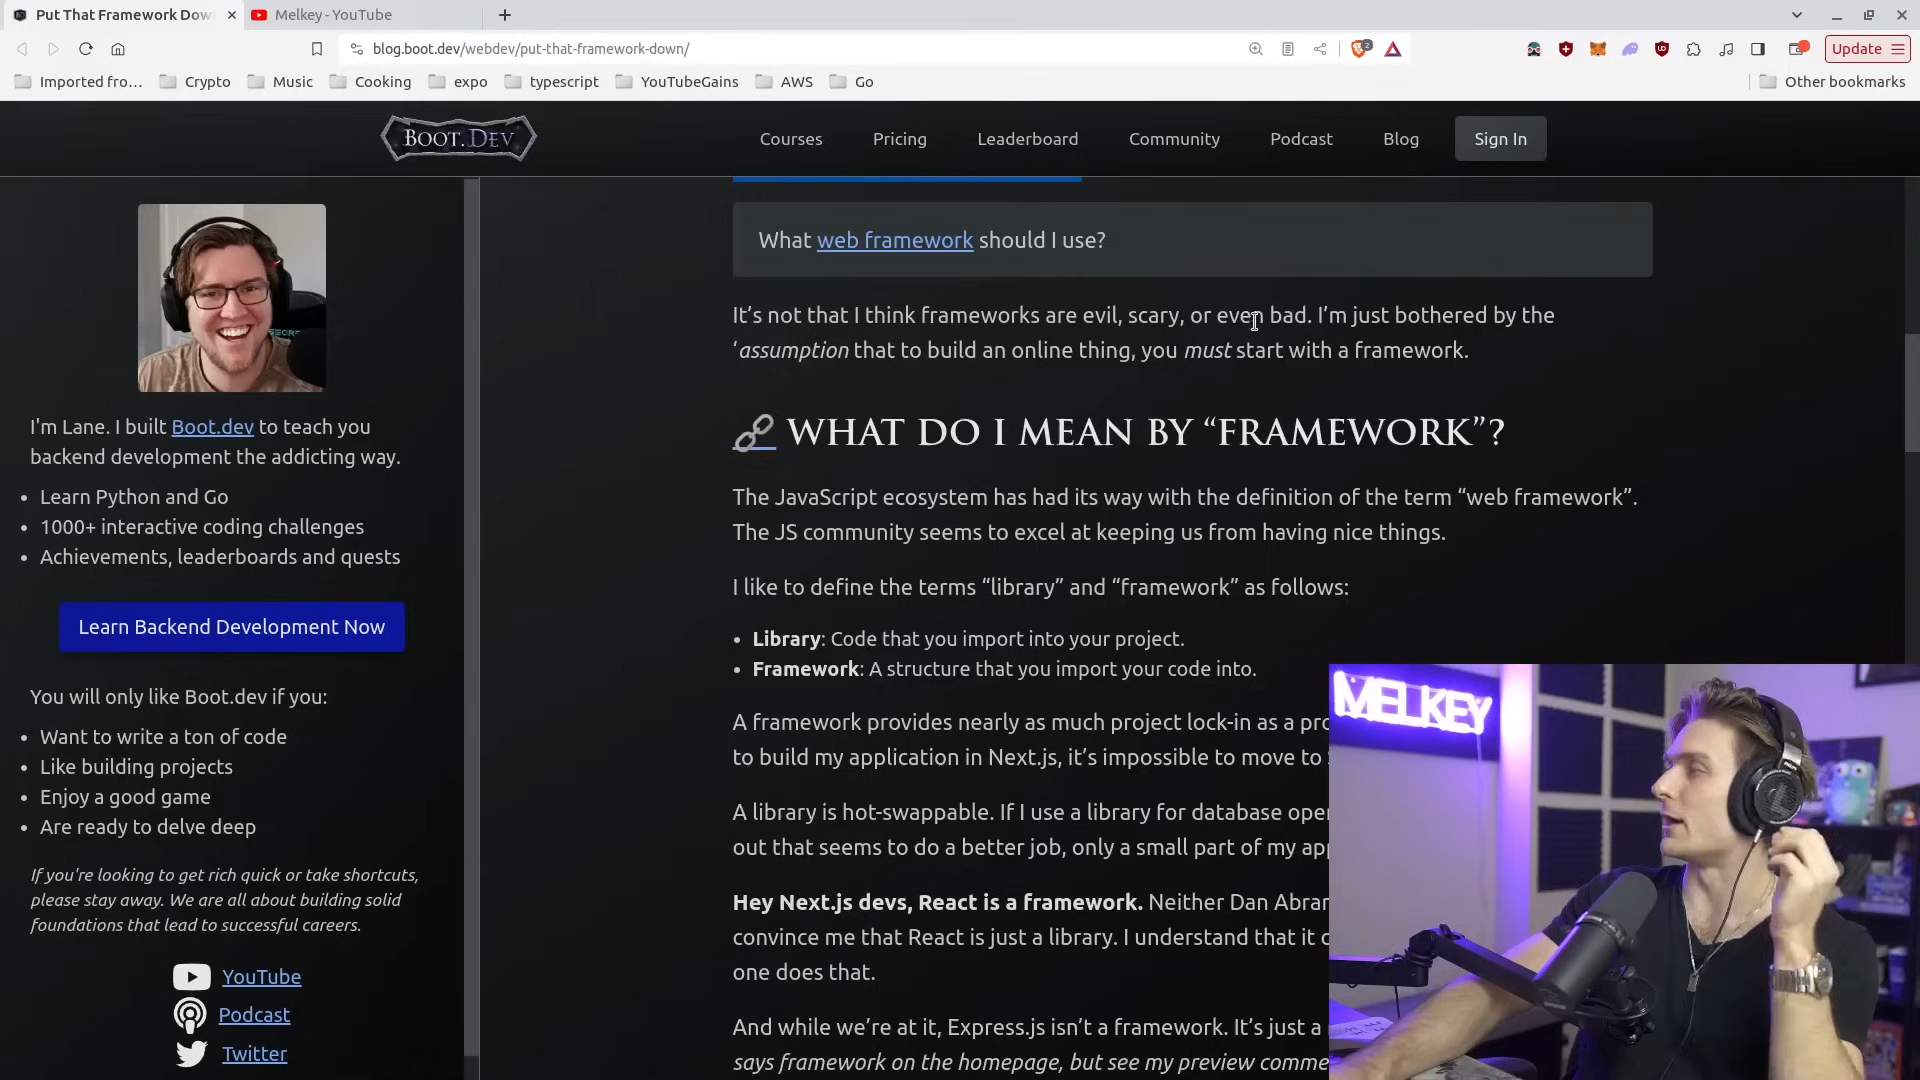 Put That Framework Dow
Melkey - YouTube
blog.boot.dev/webdev/put-that-framework-down/
2
Update
Imported fro...
Crypto
Music
Cooking
expo
typescript
YouTubeGains
AWS
Go
Other bookmarks
BOOT.DEV
Courses
Pricing
Leaderboard
Community
Podcast
Blog
Sign In
I'm Lane. I built Boot.dev to teach you
backend development the addicting way.
• Learn Python and Go
• 1000+ interactive coding challenges
• Achievements, leaderboards and quests
Learn Backend Development Now
You will only like Boot.dev if you:
• Want to write a ton of code
• Like building projects
• Enjoy a good game
• Are ready to delve deep
If you're looking to get rich quick or take shortcuts,
please stay away. We are all about building solid
foundations that lead to successful careers.
YouTube
Podcast
Twitter
What web framework should I use?
It’s not that I think frameworks are evil, scary, or even bad. I’m just bothered by the
‘assumption that to build an online thing, you must start with a framework.
WHAT DO I MEAN BY “FRAMEWORK”?
The JavaScript ecosystem has had its way with the definition of the term “web framework”.
The JS community seems to excel at keeping us from having nice things.
I like to define the terms “library” and “framework” as follows:
• Library: Code that you import into your project.
• Framework: A structure that you import your code into.
A framework provides nearly as much project lock-in as a pro
to build my application in Next.js, it’s impossible to move to
A library is hot-swappable. If I use a library for database oper
out that seems to do a better job, only a small part of my app
Hey Next.js devs, React is a framework. Neither Dan Abram
convince me that React is just a library. I understand that it c
one does that.
And while we’re at it, Express.js isn’t a framework. It’s just a
says framework on the homepage, but see my preview comme
MELKEY